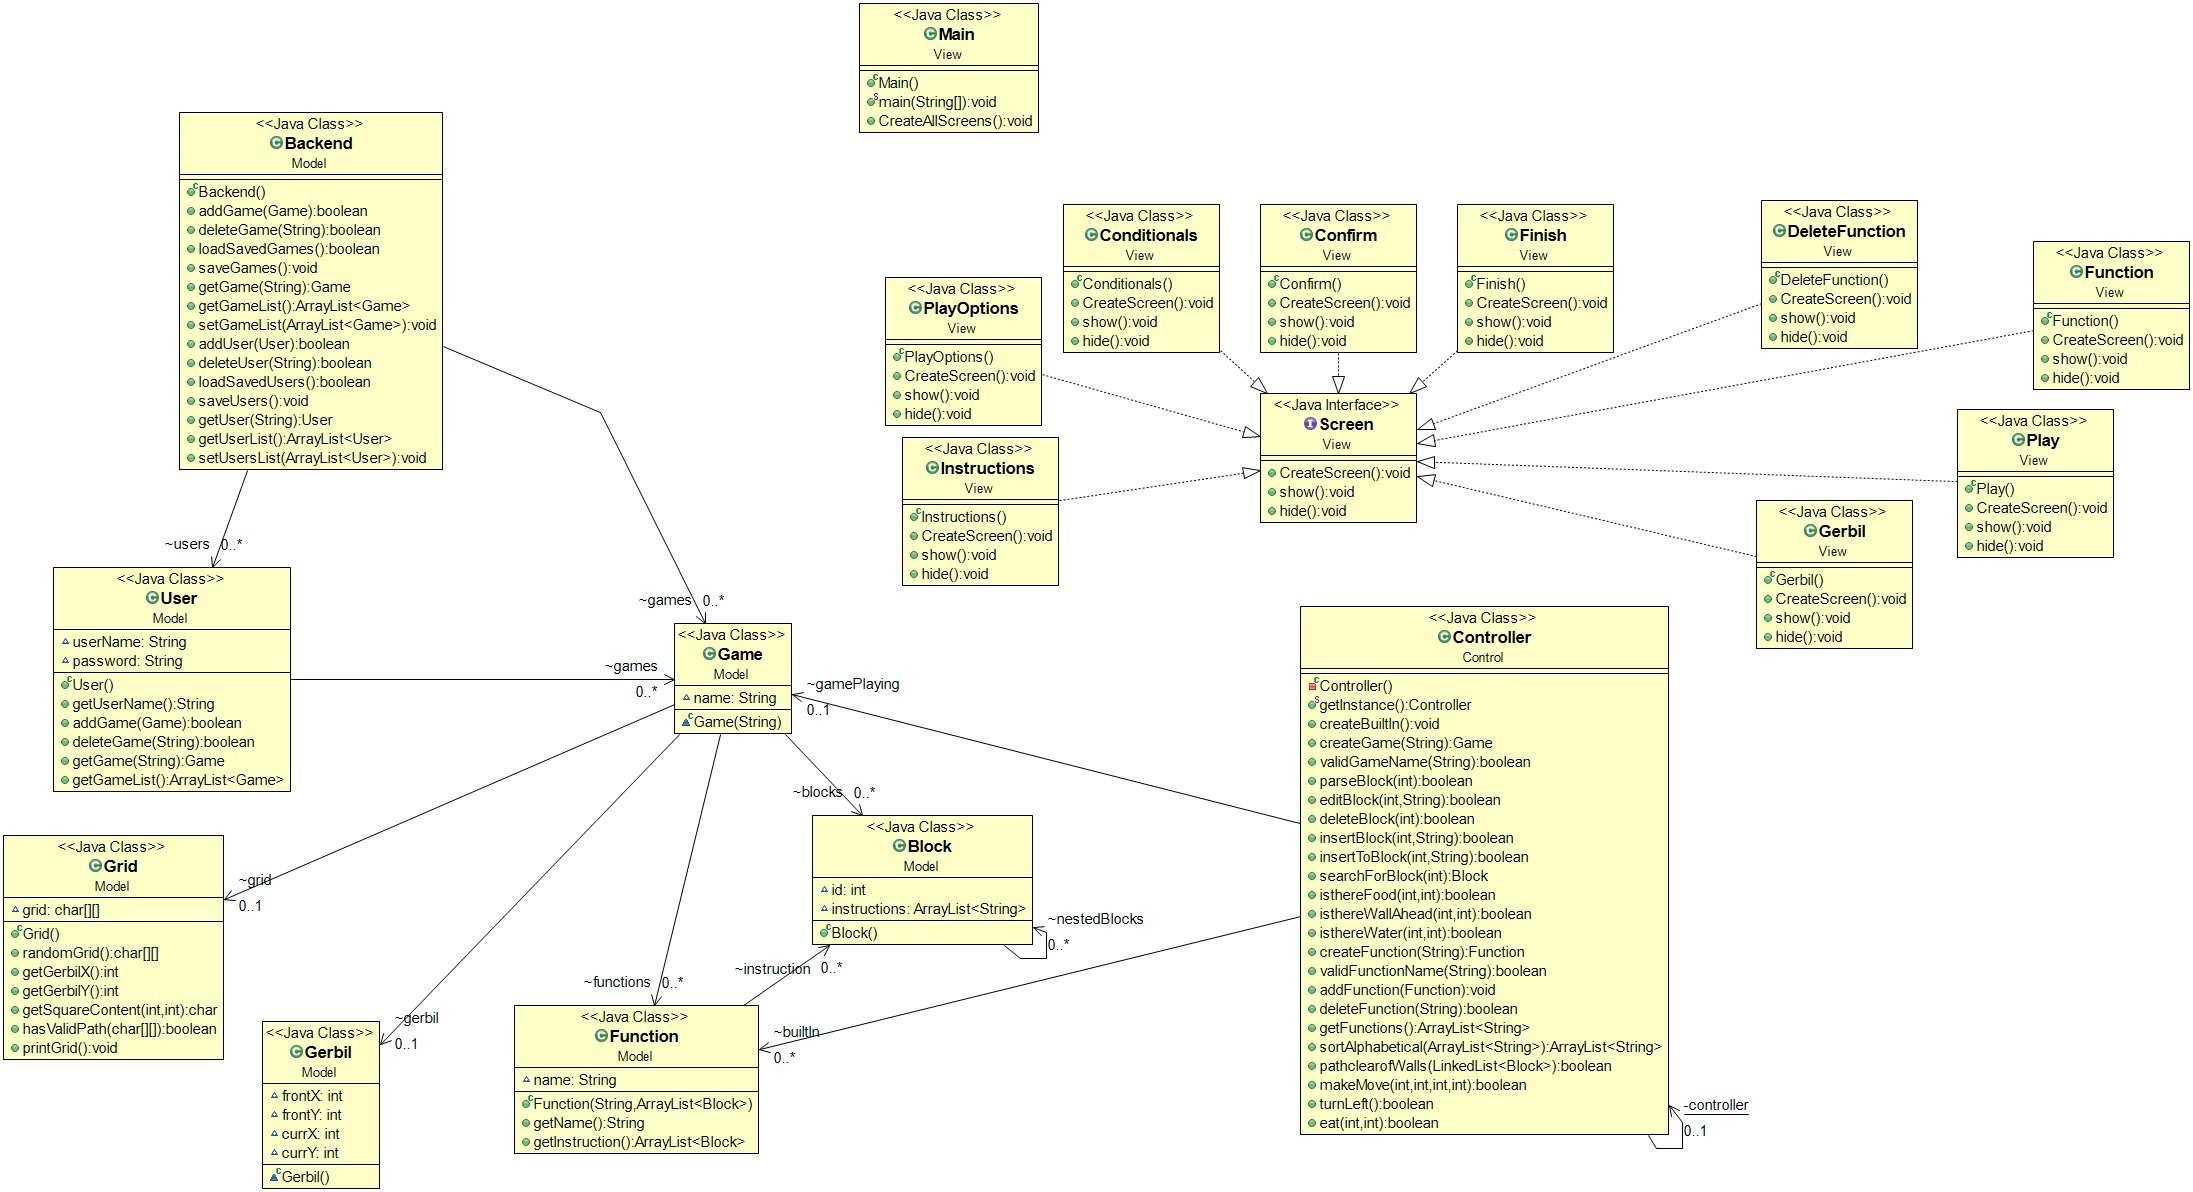 <<Java Class>>
Main
View
Main()
main(String[]):void
CreateAllScreens():void
<<Java Class>>
Backend
Model
Backend()
addGame(Game):boolean
deleteGame(String):boolean
loadSavedGames():boolean
saveGames():void
getGame(String):Game
getGameList():ArrayList<Game>
setGameList(ArrayList<Game>):void
addUser(User):boolean
deleteUser(String):boolean
loadSavedUsers():boolean
saveUsers():void
getUser(String):User
getUserList():ArrayList<User>
setUsersList(ArrayList<User>):void
<<Java Class>>
PlayOptions
View
PlayOptions()
CreateScreen():void
show():void
hide():void
<<Java Class>>
Conditionals
View
Conditionals()
CreateScreen():void
show():void
hide():void
<<Java Class>>
Confirm
View
Confirm()
CreateScreen():void
show():void
hide():void
<<Java Class>>
Finish
View
Finish()
CreateScreen():void
show():void
hide():void
<<Java Class>>
DeleteFunction
View
DeleteFunction()
CreateScreen():void
show():void
hide():void
<<Java Class>>
Function
View
Function()
CreateScreen():void
show():void
hide():void
<<Java Interface>>
Screen
View
CreateScreen():void
show():void
hide():void
<<Java Class>>
Instructions
View
Instructions()
CreateScreen():void
show():void
hide():void
<<Java Class>>
Play
View
Play()
CreateScreen():void
show():void
hide():void
<<Java Class>>
Gerbil
View
Gerbil()
CreateScreen():void
show():void
hide():void
~users 0..*
<<Java Class>>
User
Model
userName: String
password: String
User()
getUserName():String
addGame(Game):boolean
deleteGame(String):boolean
getGame(String):Game
getGameList():ArrayList<Game>
~games 0..*
~games
0..*
<<Java Class>>
Game
Model
name: String
Game(String)
~gamePlaying
0..1
<<Java Class>>
Controller
Control
Controller()
getInstance():Controller
createBuiltIn():void
createGame(String):Game
validGameName(String):boolean
parseBlock(int):boolean
editBlock(int,String):boolean
deleteBlock(int):boolean
insertBlock(int,String):boolean
insertToBlock(int,String):boolean
searchForBlock(int):Block
isthereFood(int,int):boolean
isthereWallAhead(int,int):boolean
isthereWater(int,int):boolean
createFunction(String):Function
validFunctionName(String):boolean
addFunction(Function):void
deleteFunction(String):boolean
getFunctions():ArrayList<String>
sortAlphabetical(ArrayList<String>):ArrayList<String>
pathclearofWalls(LinkedList<Block>):boolean
makeMove(int,int,int,int):boolean
turnLeft():boolean
eat(int,int):boolean
-controller
0..1
~blocks 0..*
<<Java Class>>
Block
Model
id: int
instructions: ArrayList<String>
Block()
~nestedBlocks
0..*
<<Java Class>>
Grid
Model
grid: char[][]
Grid()
randomGrid():char[][]
getGerbilX():int
getGerbilY():int
getSquareContent(int,int):char
hasValidPath(char[][]):boolean
printGrid():void
~grid
0..1
~gerbil
0..1
<<Java Class>>
Gerbil
Model
frontX: int
frontY: int
currX: int
currY: int
Gerbil()
~functions 0..*
~instruction 0..*
<<Java Class>>
Function
Model
name: String
Function(String,ArrayList<Block>)
getName():String
getInstruction():ArrayList<Block>
~builtIn
0..*